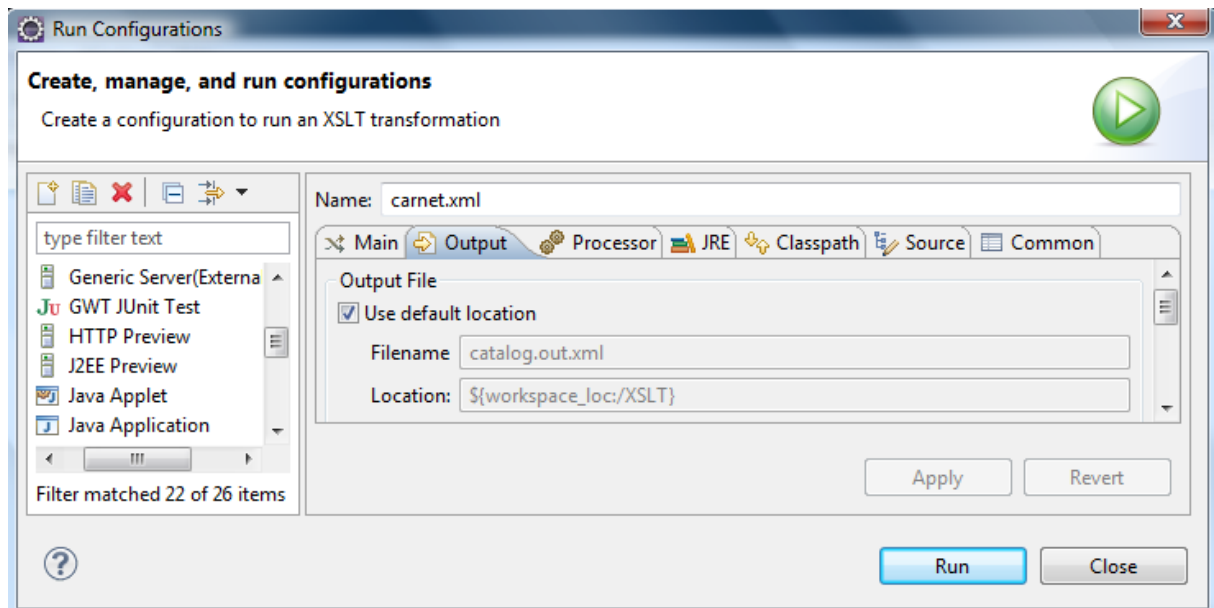 Run Configurations
Create, manage, and run configurations
Create a configuration to run an XSLT transformation
Name: carnet.xml
type filter text
Main Output Processor JRE Classpath Source Common
Generic Server(Externa
Ju GWT JUnit Test
HTTP Preview
J2EE Preview
Java Applet
J Java Application
Filter matched 22 of 26 items
Output File
Use default location
Filename catalog.out.xml
Location: ${workspace_loc:/XSLT}
Apply Revert
? Run Close